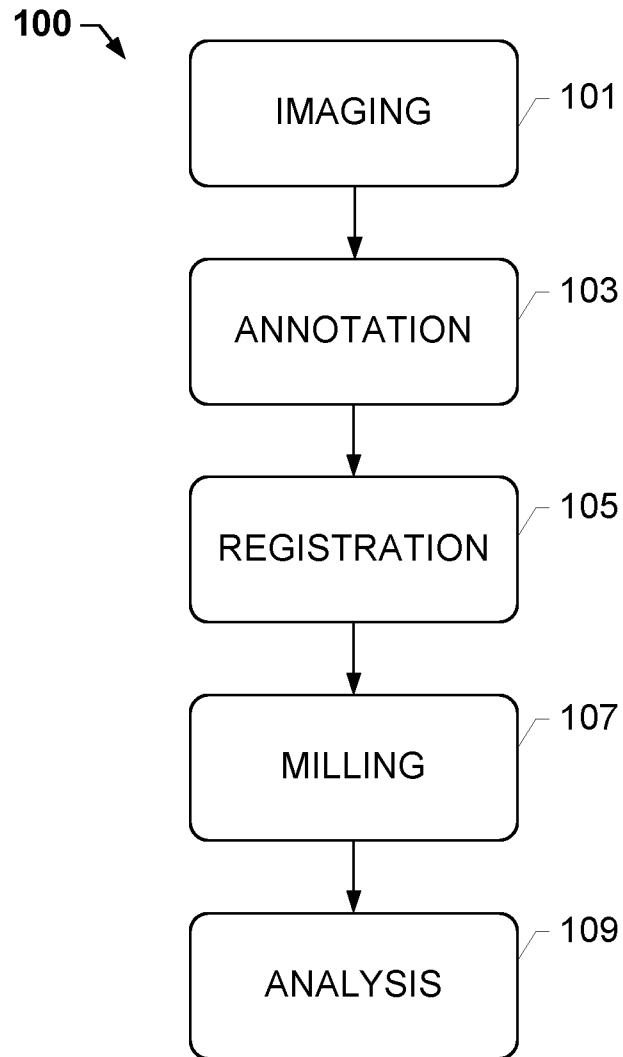 100
IMAGING
101
ANNOTATION
103
REGISTRATION
105
MILLING
107
ANALYSIS
109